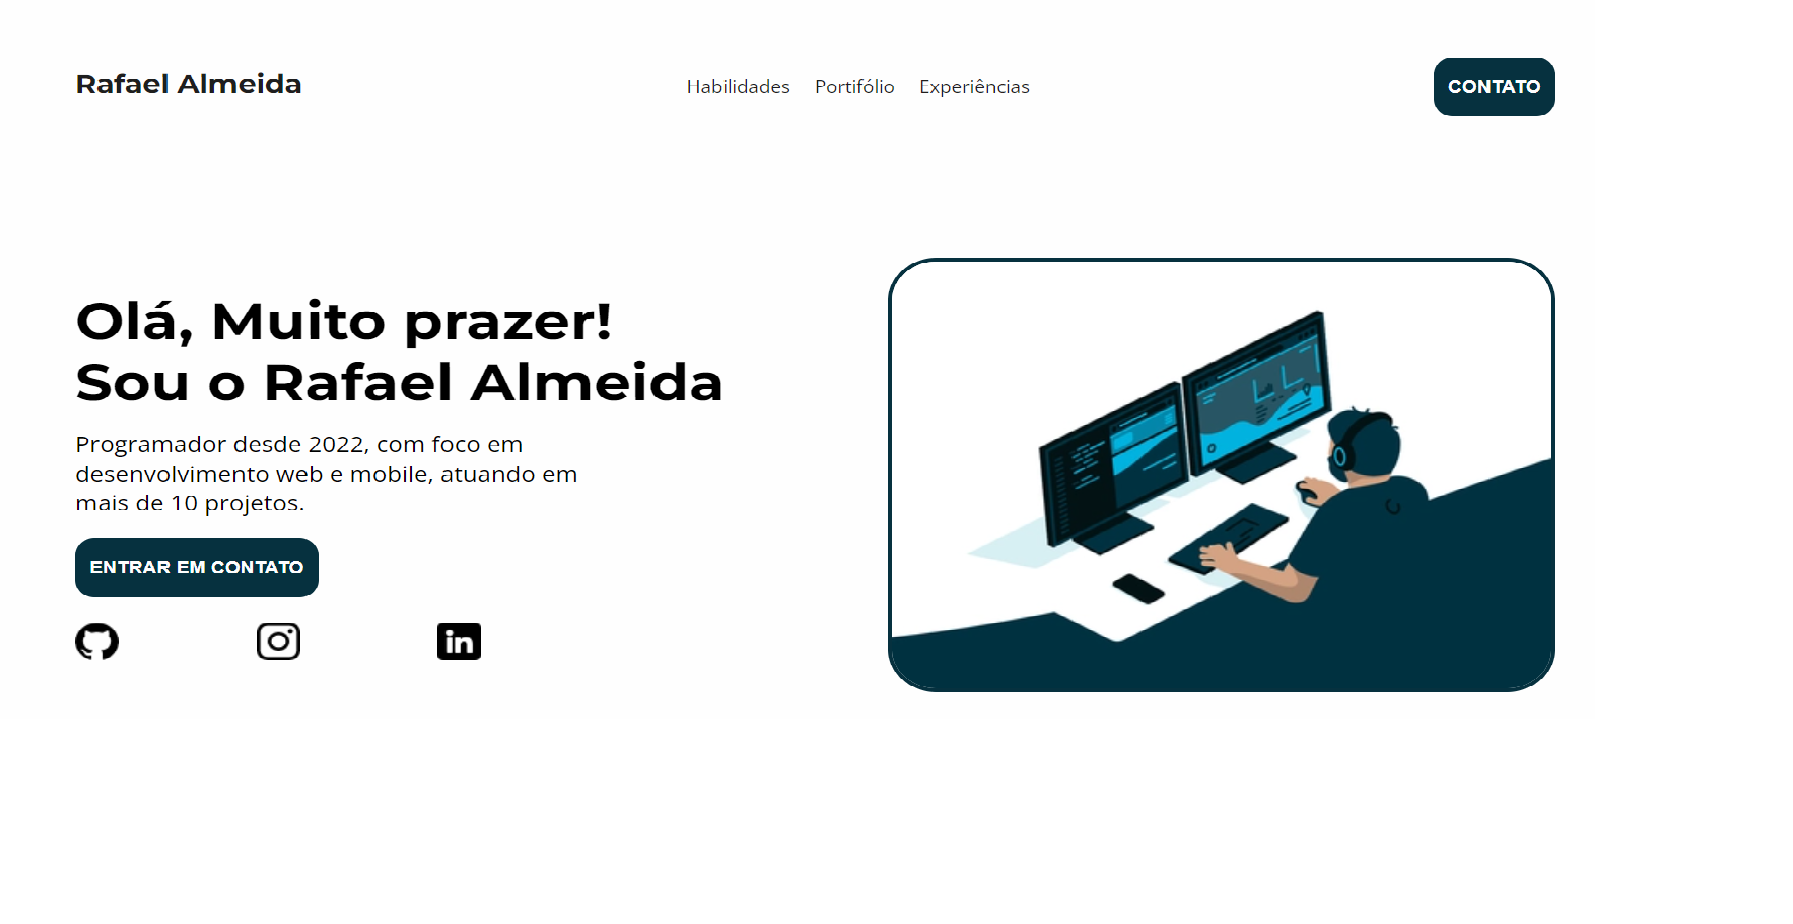 Rafael Almeida
Habilidades Portifólio Experiências
CONTATO
Olá, Muito prazer!
Sou o Rafael Almeida
Programador desde 2022, com foco em
desenvolvimento web e mobile, atuando em
mais de 10 projetos.
ENTRAR EM CONTATO
in